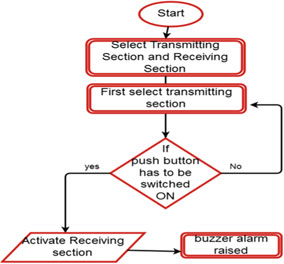 Start
Select Transmitting
Section and Receiving
Section
First select transmitting
section
If
push button
has to be
switched
ON
yes
No
Activate Receiving
section
buzzer alarm
raised